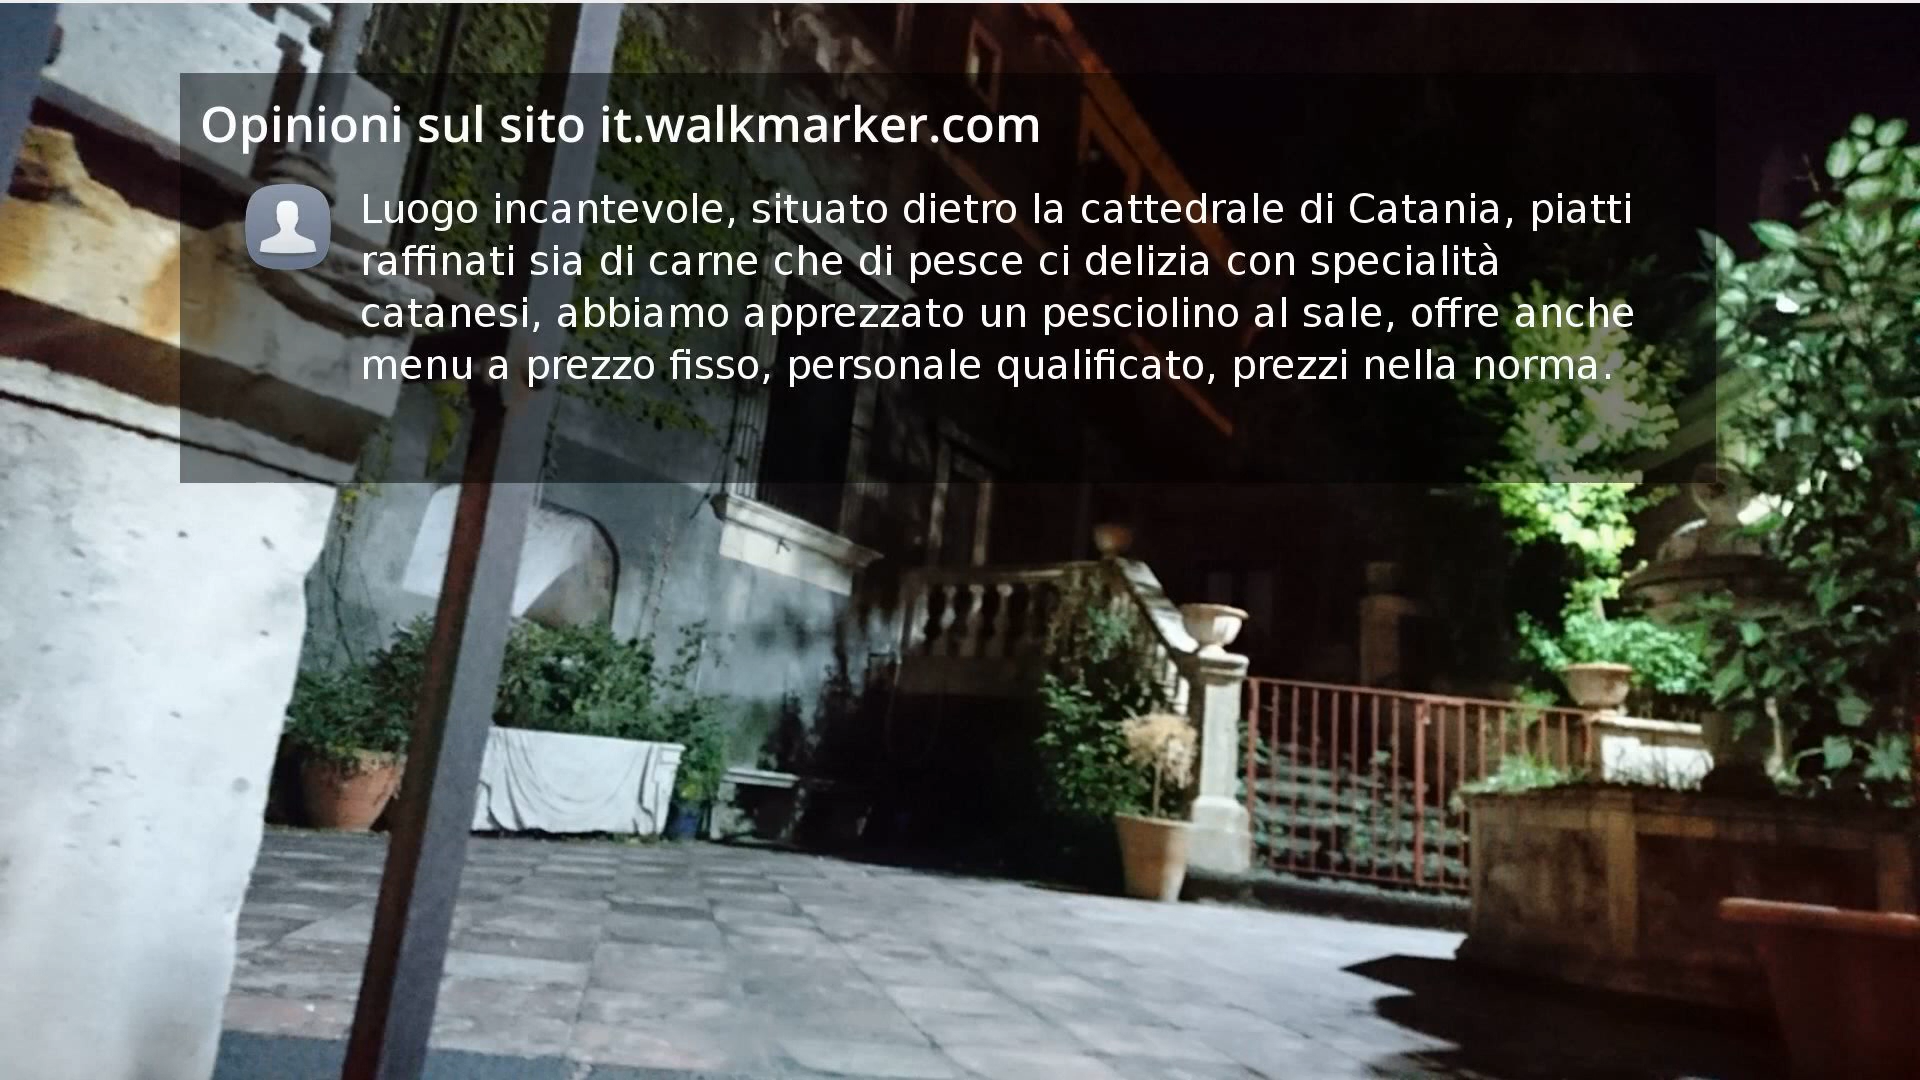 Opinioni sul sito it.walkmarker.com
Luogo incantevole, situato dietro la cattedrale di Catania, piatti
raffinati sia di carne che di pesce ci delizia con specialità
catanesi, abbiamo apprezzato un pesciolino al sale, offre anche
menu a prezzo fisso, personale qualificato, prezzi nella norma.